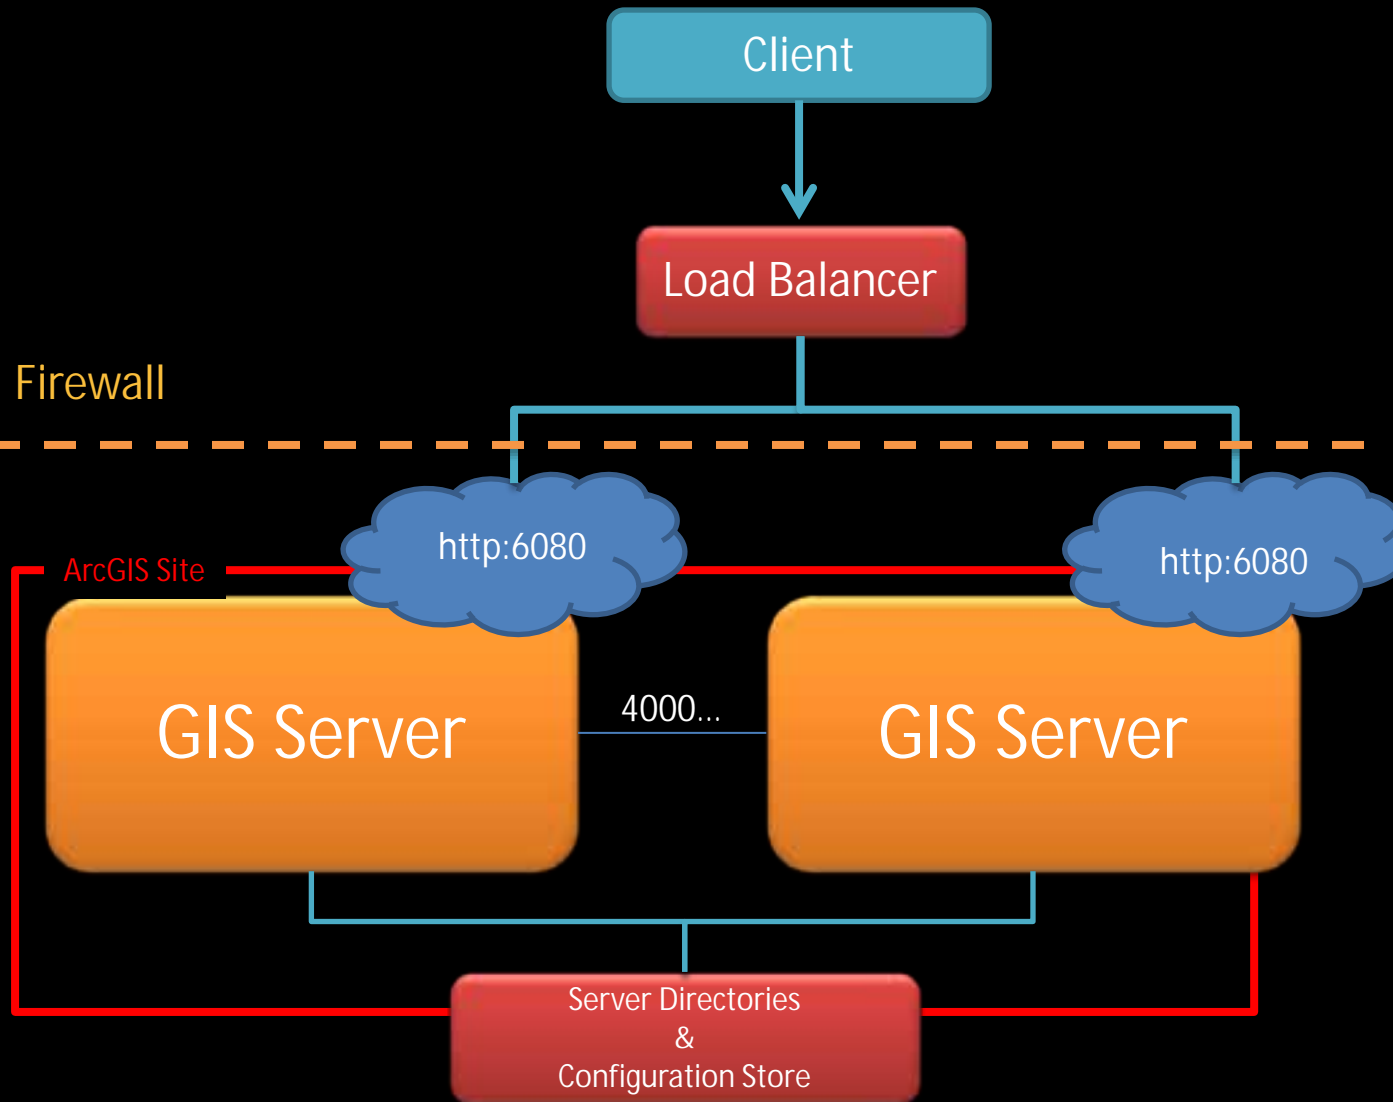 Client
Load Balancer
Firewall
http:6080
http:6080
ArcGIS Site
GIS Server
4000...
GIS Server
Server Directories
&
Configuration Store